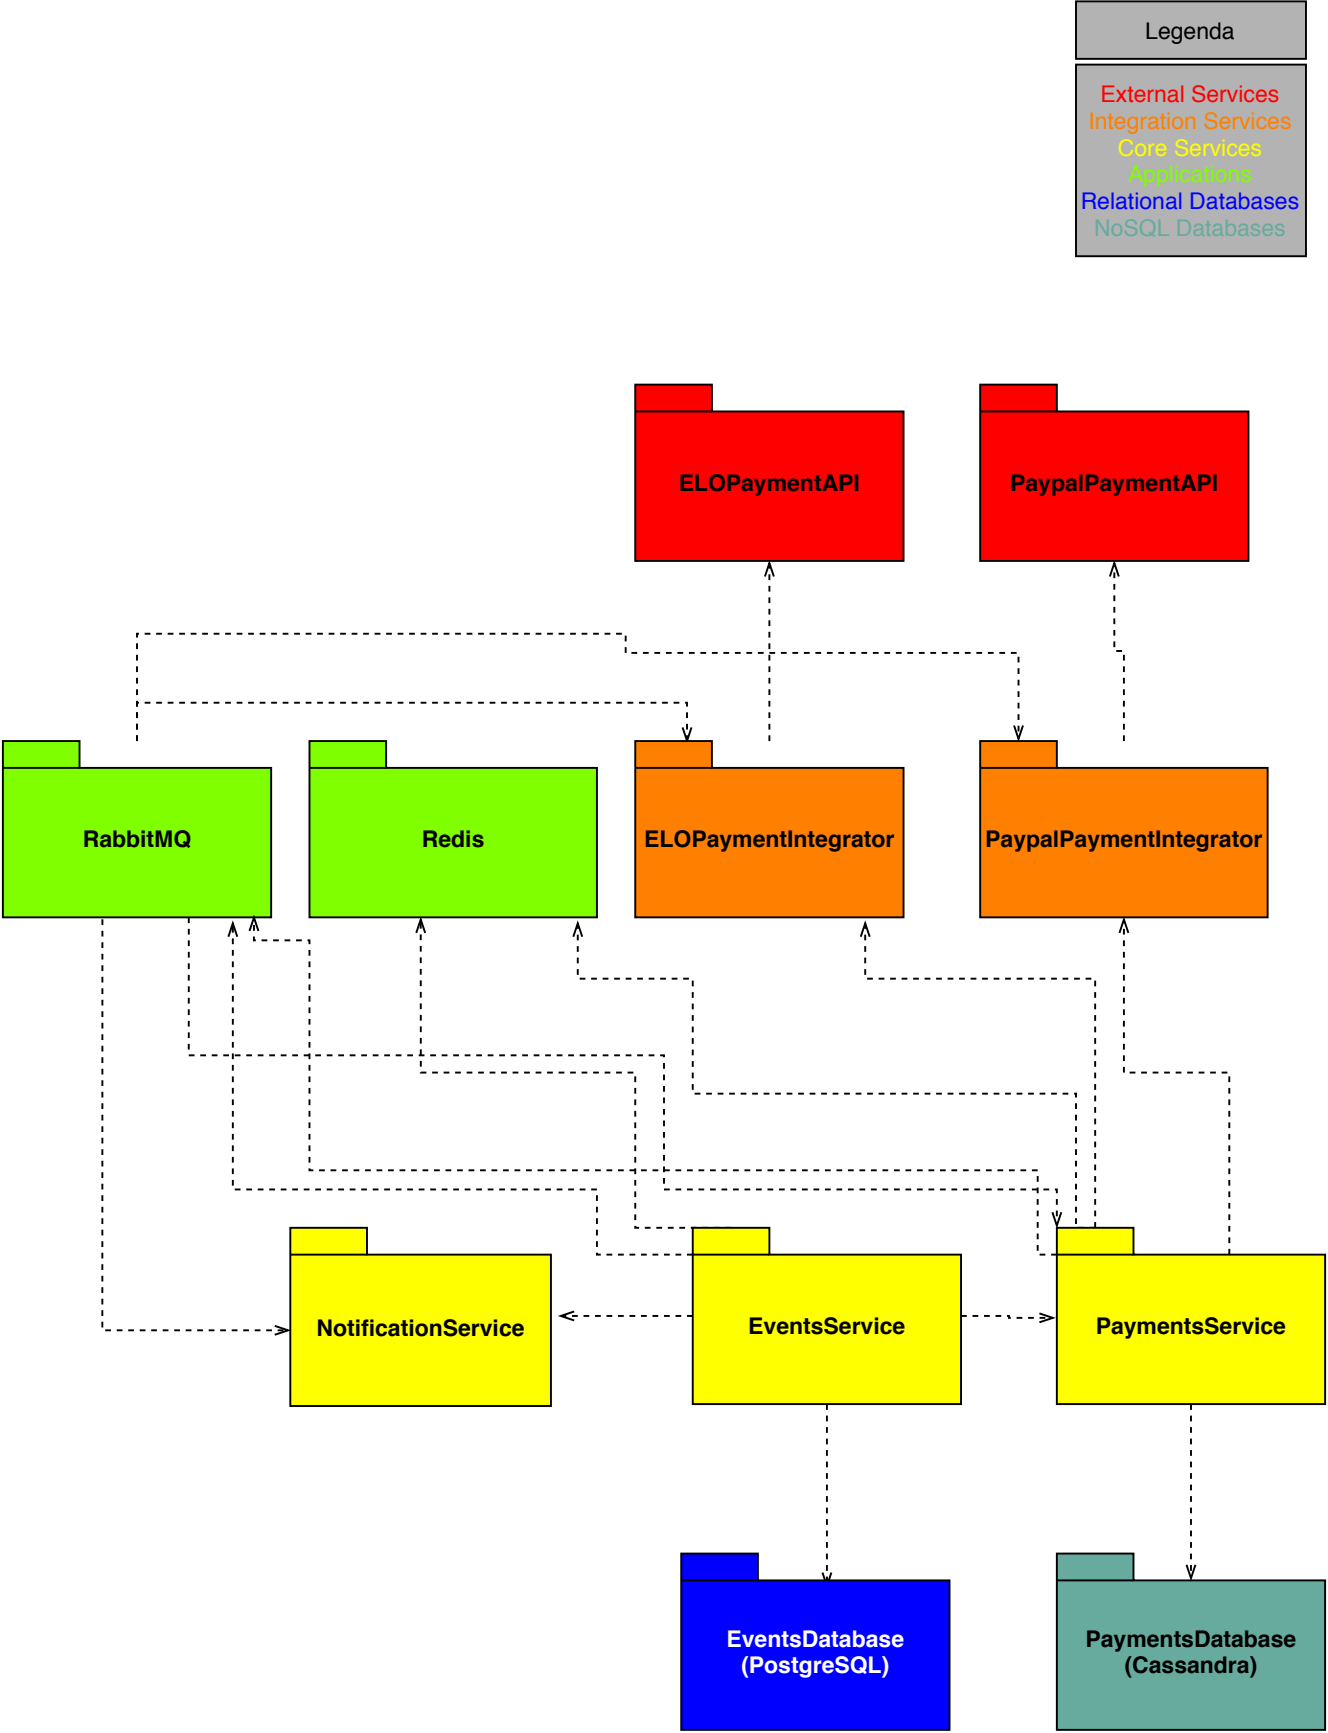 Legenda
External Services
Integration Services
Core Services
Applications
Relational Databases
NoSQL Databases
ELOPaymentAPI
PaypalPaymentAPI
RabbitMQ
Redis
ELOPaymentIntegrator
PaypalPaymentIntegrator
NotificationService
EventsService
PaymentsService
EventsDatabase
(PostgreSQL)
PaymentsDatabase
(Cassandra)